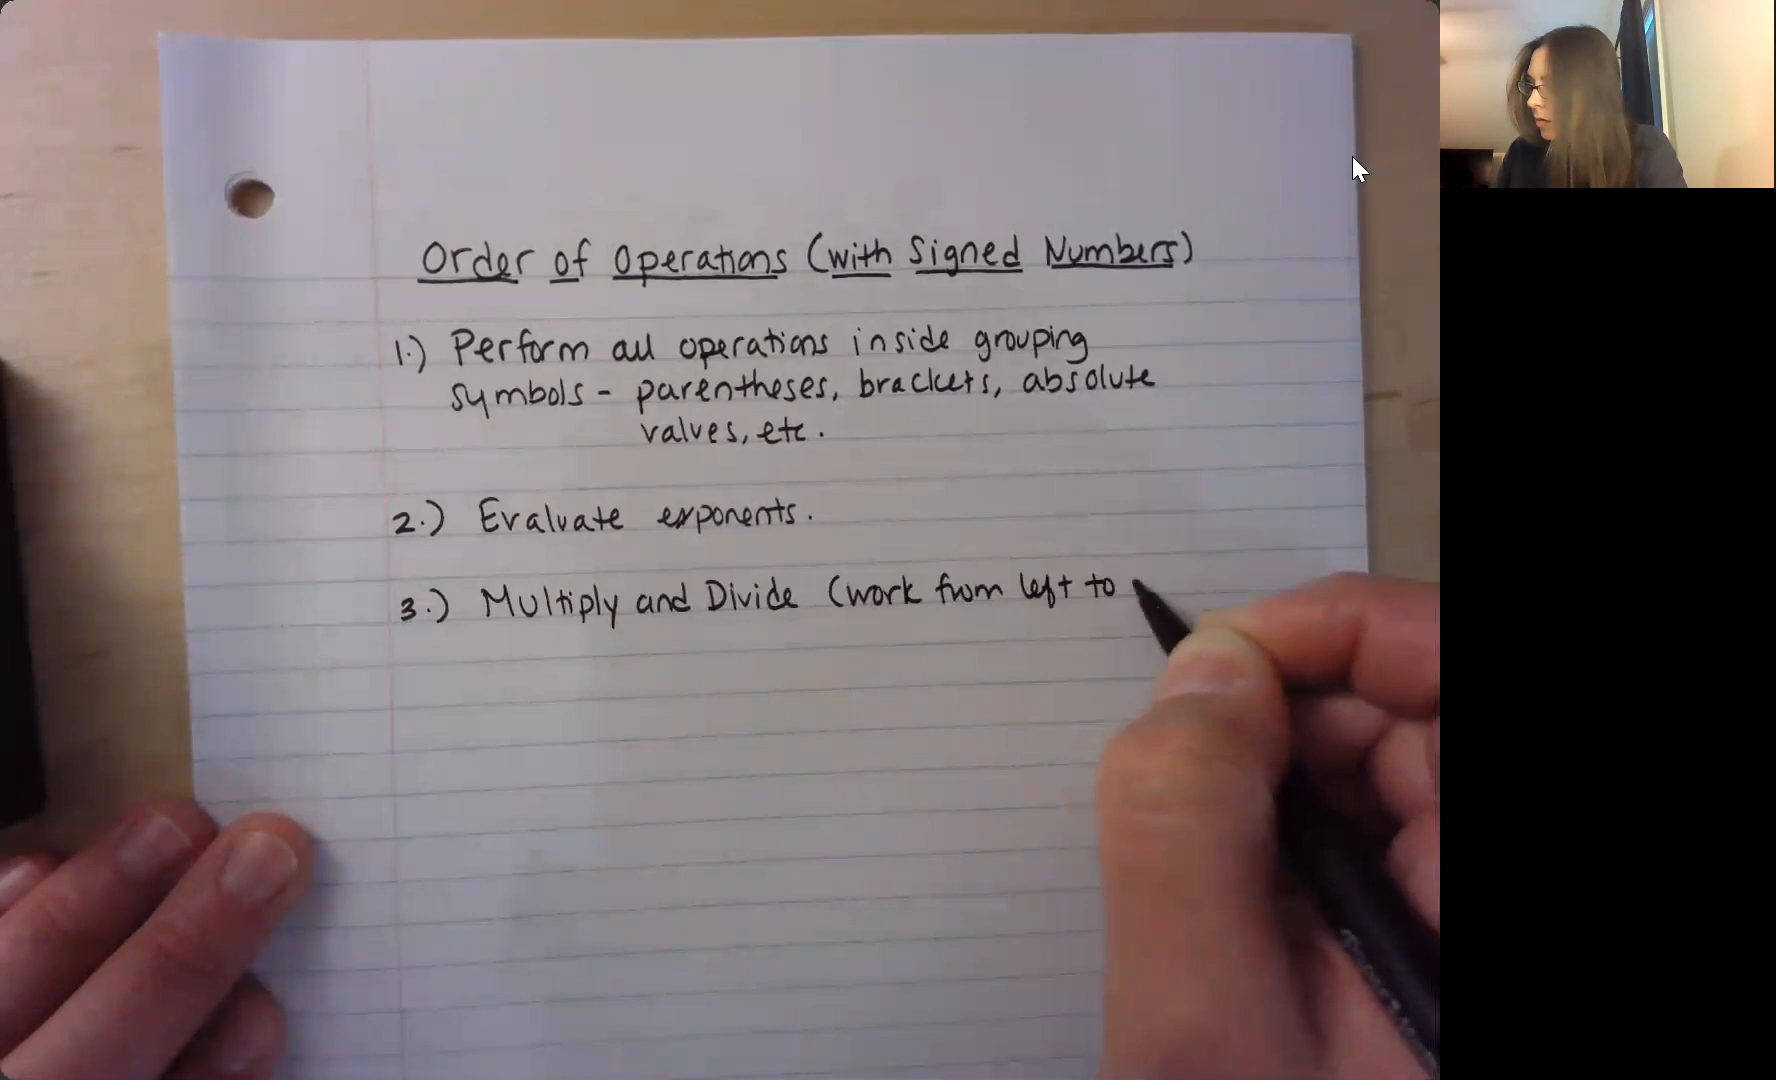 Order of Operations (with Signed Numbers)
1.) Perform all operations inside grouping
symbols - parentheses, brackets, absolute
values, etc.
2.) Evaluate exponents.
3.) Multiply and Divide (work from left to